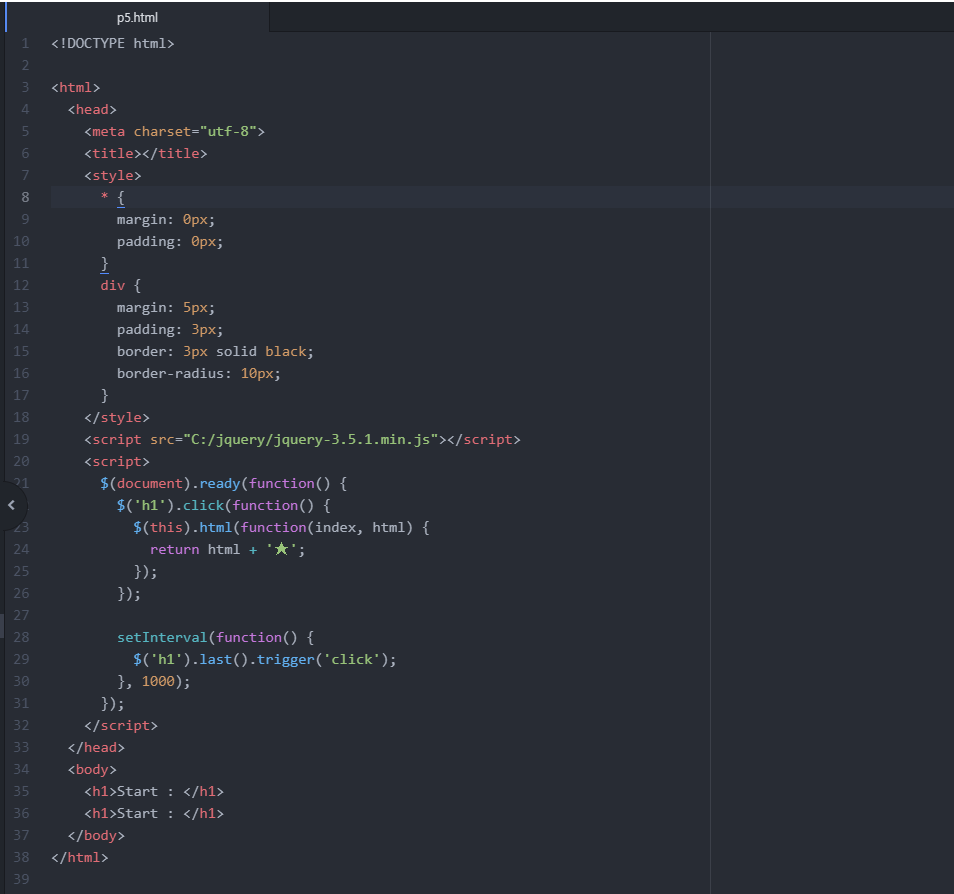 p5.html
1 <!DOCTYPE html>
2
3 <html>
4   <head>
5     <meta charset="utf-8">
6     <title></title>
7     <style>
8       * {
9         margin: 0px;
10         padding: 0px;
11       }
12       div {
13         margin: 5px;
14         padding: 3px;
15         border: 3px solid black;
16         border-radius: 10px;
17       }
18     </style>
19     <script src="C:/jquery/jquery-3.5.1.min.js"></script>
20     <script>
21       $(document).ready(function() {
        $('h1').click(function() {
23           $(this).html(function(index, html) {
24             return html + '★';
25           });
26         });
27
28         setInterval(function() {
29           $('h1').last().trigger('click');
30         }, 1000);
31       });
32     </script>
33   </head>
34   <body>
35     <h1>Start : </h1>
36     <h1>Start : </h1>
37   </body>
38 </html>
39